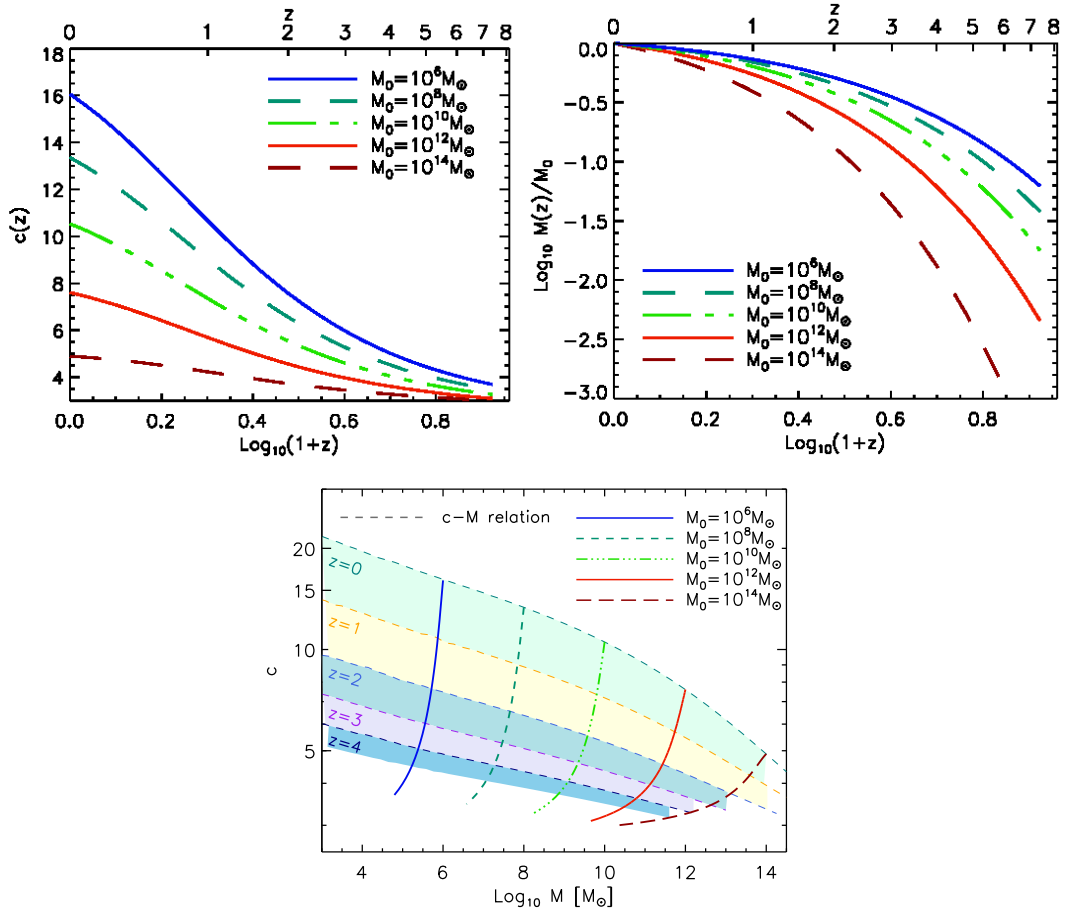 z
0 1 2 3 4 5 6 7 8
18
16
14
12
10
8
6
4
c(z)
M₀=10⁶M☉
M₀=10⁸M☉
M₀=10¹⁰M☉
M₀=10¹²M☉
M₀=10¹⁴M☉
0.0 0.2 0.4 0.6 0.8
Log₁₀(1+z)
z
0 1 2 3 4 5 6 7 8
0.0
-0.5
-1.0
-1.5
-2.0
-2.5
-3.0
Log₁₀ M(z)/M₀
M₀=10⁶M☉
M₀=10⁸M☉
M₀=10¹⁰M☉
M₀=10¹²M☉
M₀=10¹⁴M☉
0.0 0.2 0.4 0.6 0.8
Log₁₀(1+z)
c-M relation
M₀=10⁶M☉
M₀=10⁸M☉
M₀=10¹⁰M☉
M₀=10¹²M☉
M₀=10¹⁴M☉
20
15
10
5
c
z=0
z=1
z=2
z=3
z=4
4 6 8 10 12 14
Log₁₀ M [M☉]